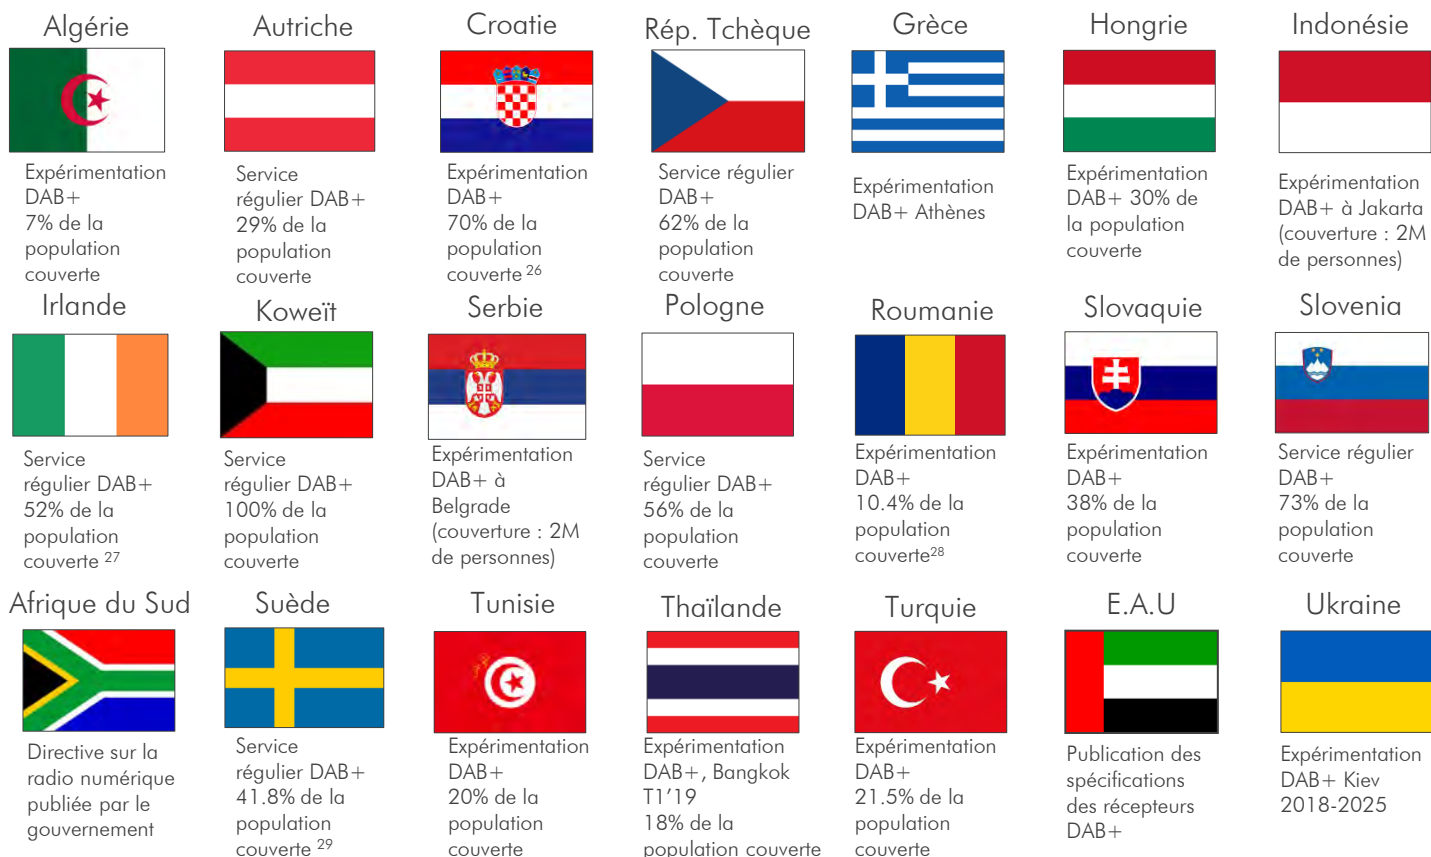 Algérie
Expérimentation
DAB+
7% de la
population
couverte
Autriche
Service
régulier DAB+
29% de la
population
couverte
Croatie
Expérimentation
DAB+
70% de la
population
couverte 26
Rép. Tchèque
Service régulier
DAB+
62% de la
population
couverte
Grèce
Expérimentation
DAB+ Athènes
Hongrie
Expérimentation
DAB+ 30% de
la population
couverte
Indonésie
Expérimentation
DAB+ à Jakarta
(couverture : 2M
de personnes)
Irlande
Service
régulier DAB+
52% de la
population
couverte 27
Koweït
Service
régulier DAB+
100% de la
population
couverte
Serbie
Expérimentation
DAB+ à
Belgrade
(couverture : 2M
de personnes)
Pologne
Service
régulier DAB+
56% de la
population
couverte
Roumanie
Expérimentation
DAB+
10.4% de la
population
couverte28
Slovaquie
Expérimentation
DAB+
38% de la
population
couverte
Slovenia
Service régulier
DAB+
73% de la
population
couverte
Afrique du Sud
Directive sur la
radio numérique
publiée par le
gouvernement
Suède
Service
régulier DAB+
41.8% de la
population
couverte 29
Tunisie
Expérimentation
DAB+
20% de la
population
couverte
Thaïlande
Expérimentation
DAB+, Bangkok
T1'19
18% de la
population couverte
Turquie
Expérimentation
DAB+
21.5% de la
population
couverte
E.A.U
Publication des
spécifications
des récepteurs
DAB+
Ukraine
Expérimentation
DAB+ Kiev
2018-2025